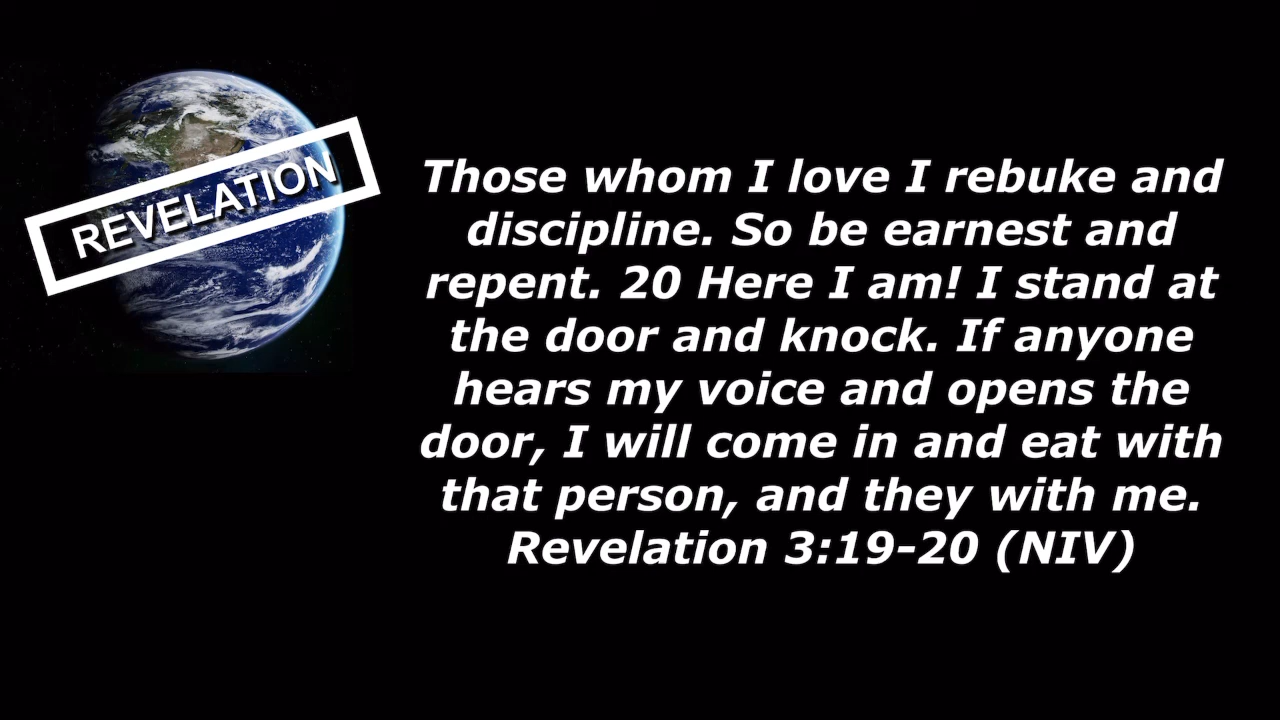 REVELATION
Those whom I love I rebuke and
discipline. So be earnest and
repent. 20 Here I am! I stand at
the door and knock. If anyone
hears my voice and opens the
door, I will come in and eat with
that person, and they with me.
Revelation 3:19-20 (NIV)